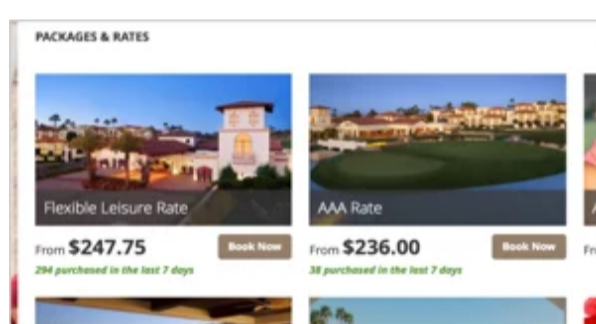 PACKAGES & RATES
Flexible Leisure Rate
AAA Rate
From $247.75
Book Now
From $236.00
Book Now
294 purchased in the last 7 days
38 purchased in the last 7 days